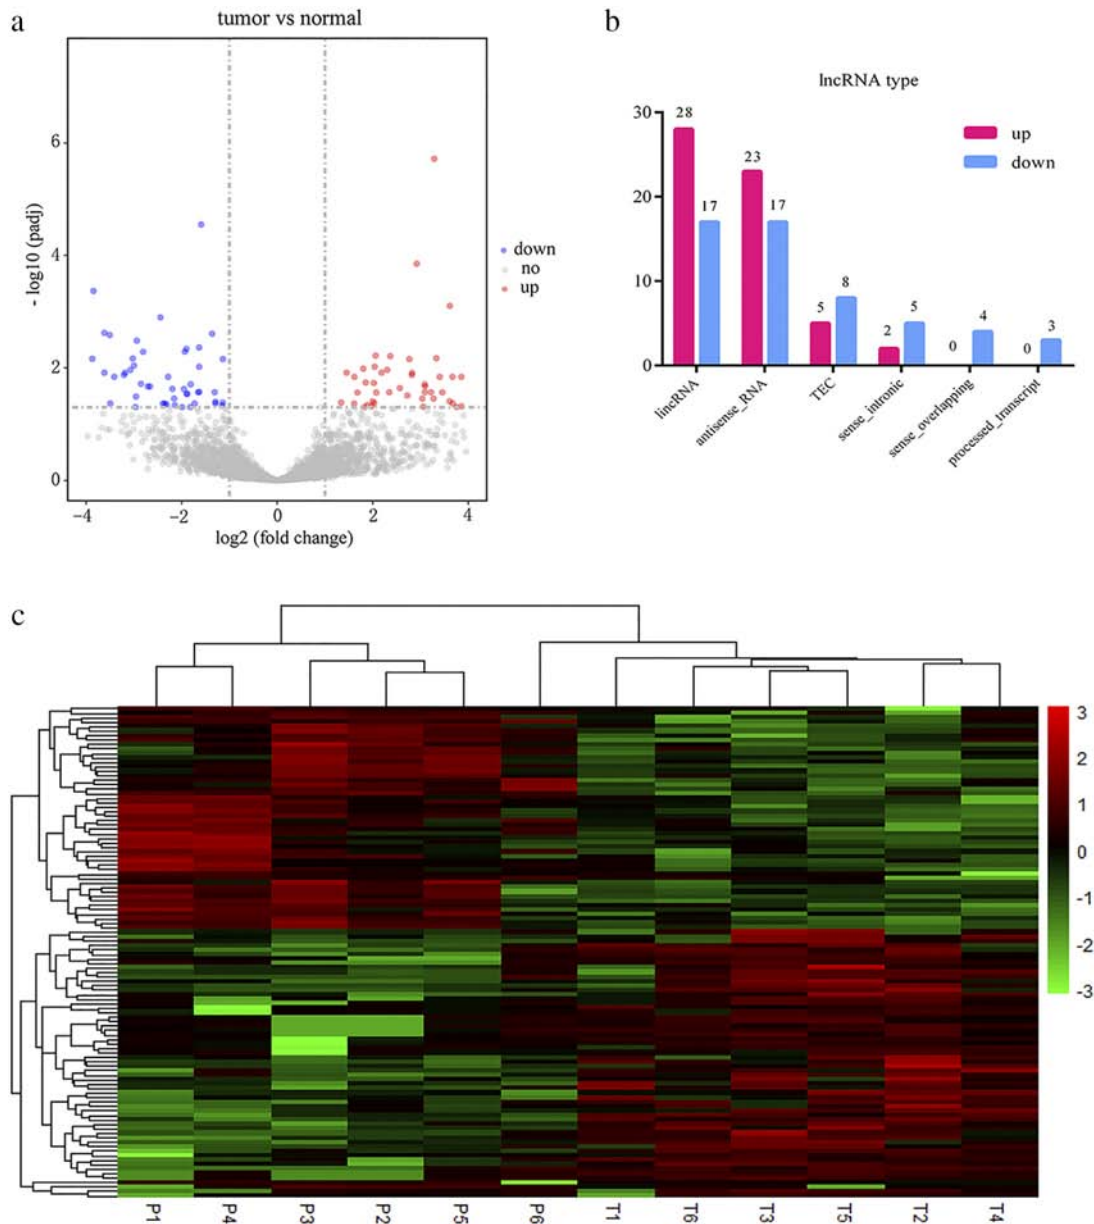 a
tumor vs normal
- log10 (padj)
6
4
2
0
−4
−2
0
2
4
log2 (fold change)
down
no
up
b
lncRNA type
30
20
10
0
28
17
23
17
5
8
2
5
0
4
0
3
up
down
lincRNA
antisense_RNA
TEC
sense_intronic
sense_overlapping
processed_transcript
c
3
2
1
0
-1
-2
-3
P1
P4
P3
P2
P5
P6
T1
T6
T3
T5
T2
T4